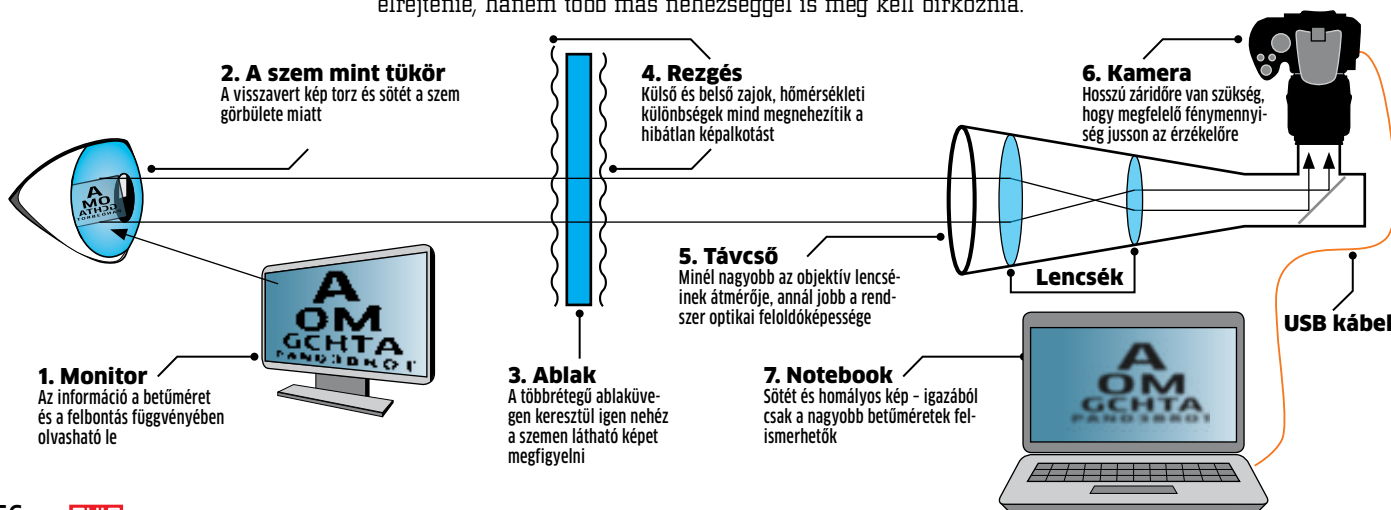 elrejtenie, hanem több más nehézséggel is meg kell birkóznia.
2. A szem mint tükör
A visszavert kép torz és sötét a szem
görbülete miatt
4. Rezgés
Külső és belső zajok, hőmérsékleti
különbségek mind megnehezítik a
hibátlan képalkotást
6. Kamera
Hosszú záridőre van szükség,
hogy megfelelő fénymennyi-
ség jusson az érzékelőre
A
MO
ATHCG
A
OM
GCHTA
5. Távcső
Minél nagyobb az objektív lencsé-
inek átmérője, annál jobb a rend-
szer optikai feloldóképessége
Lencsék
USB kábel
1. Monitor
Az információ a betűméret
és a felbontás függvényében
olvasható le
3. Ablak
A többrétegű ablaküve-
gen keresztül igen nehéz
a szemen látható képet
megfigyelni
7. Notebook
Sötét és homályos kép – igazából
csak a nagyobb betűméretek fel-
ismerhetők
A
OM
GCHTA